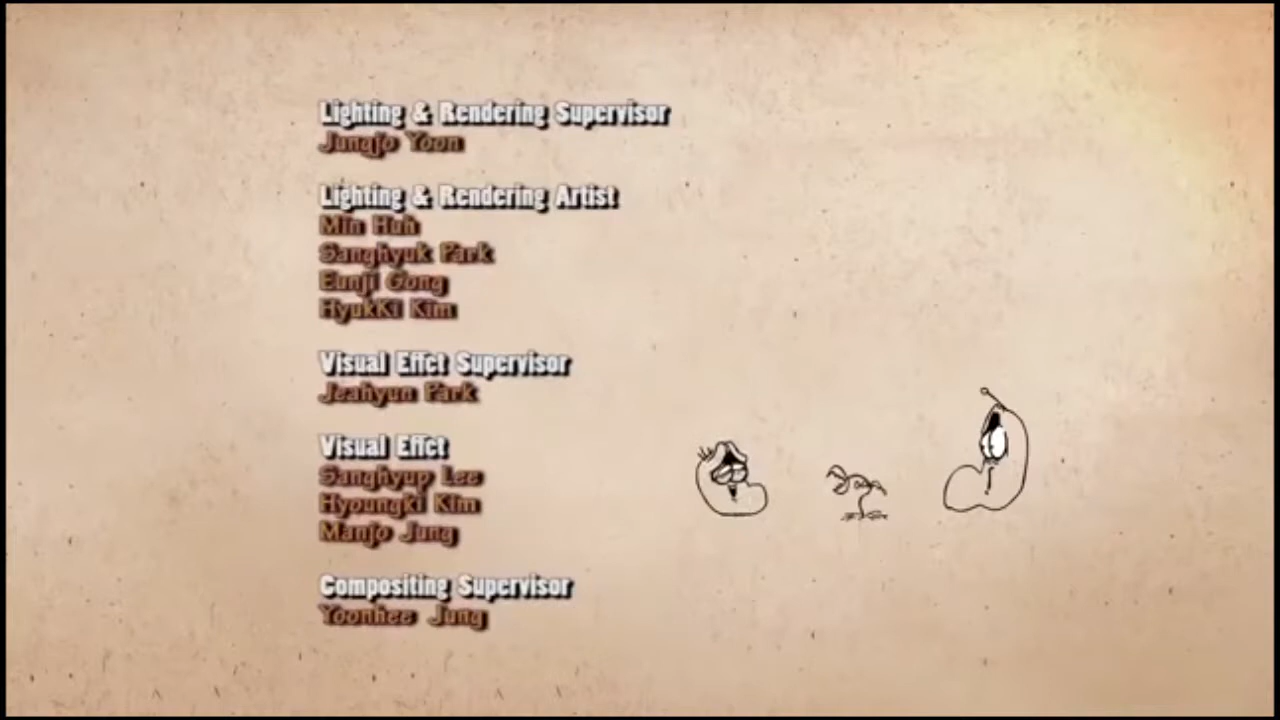 Lighting & Rendering Supervisor
Jungjo Yoon
Lighting & Rendering Artist
Min Huh
Sanghyuk Park
Eunji Gong
HyukKi Kim
Visual Effct Supervisor
Jeahyun Park
Visual Effct
Sanghyup Lee
Hyoungki Kim
Manjo Jung
Compositing Supervisor
Yoonhee Jung